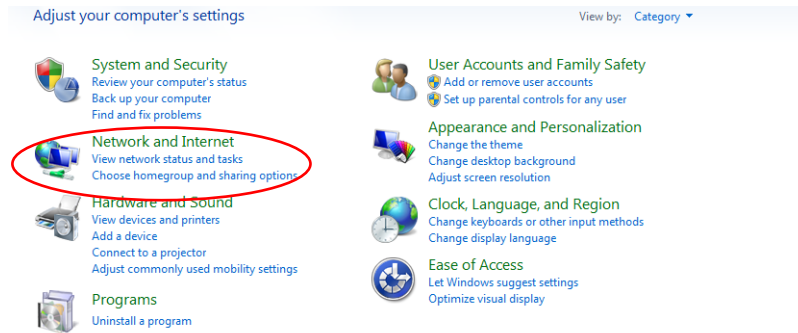 Adjust your computer's settings
View by: Category
System and Security
Review your computer's status
Back up your computer
Find and fix problems
Network and Internet
View network status and tasks
Choose homegroup and sharing options
Hardware and Sound
View devices and printers
Add a device
Connect to a projector
Adjust commonly used mobility settings
Programs
Uninstall a program
User Accounts and Family Safety
Add or remove user accounts
Set up parental controls for any user
Appearance and Personalization
Change the theme
Change desktop background
Adjust screen resolution
Clock, Language, and Region
Change keyboards or other input methods
Change display language
Ease of Access
Let Windows suggest settings
Optimize visual display